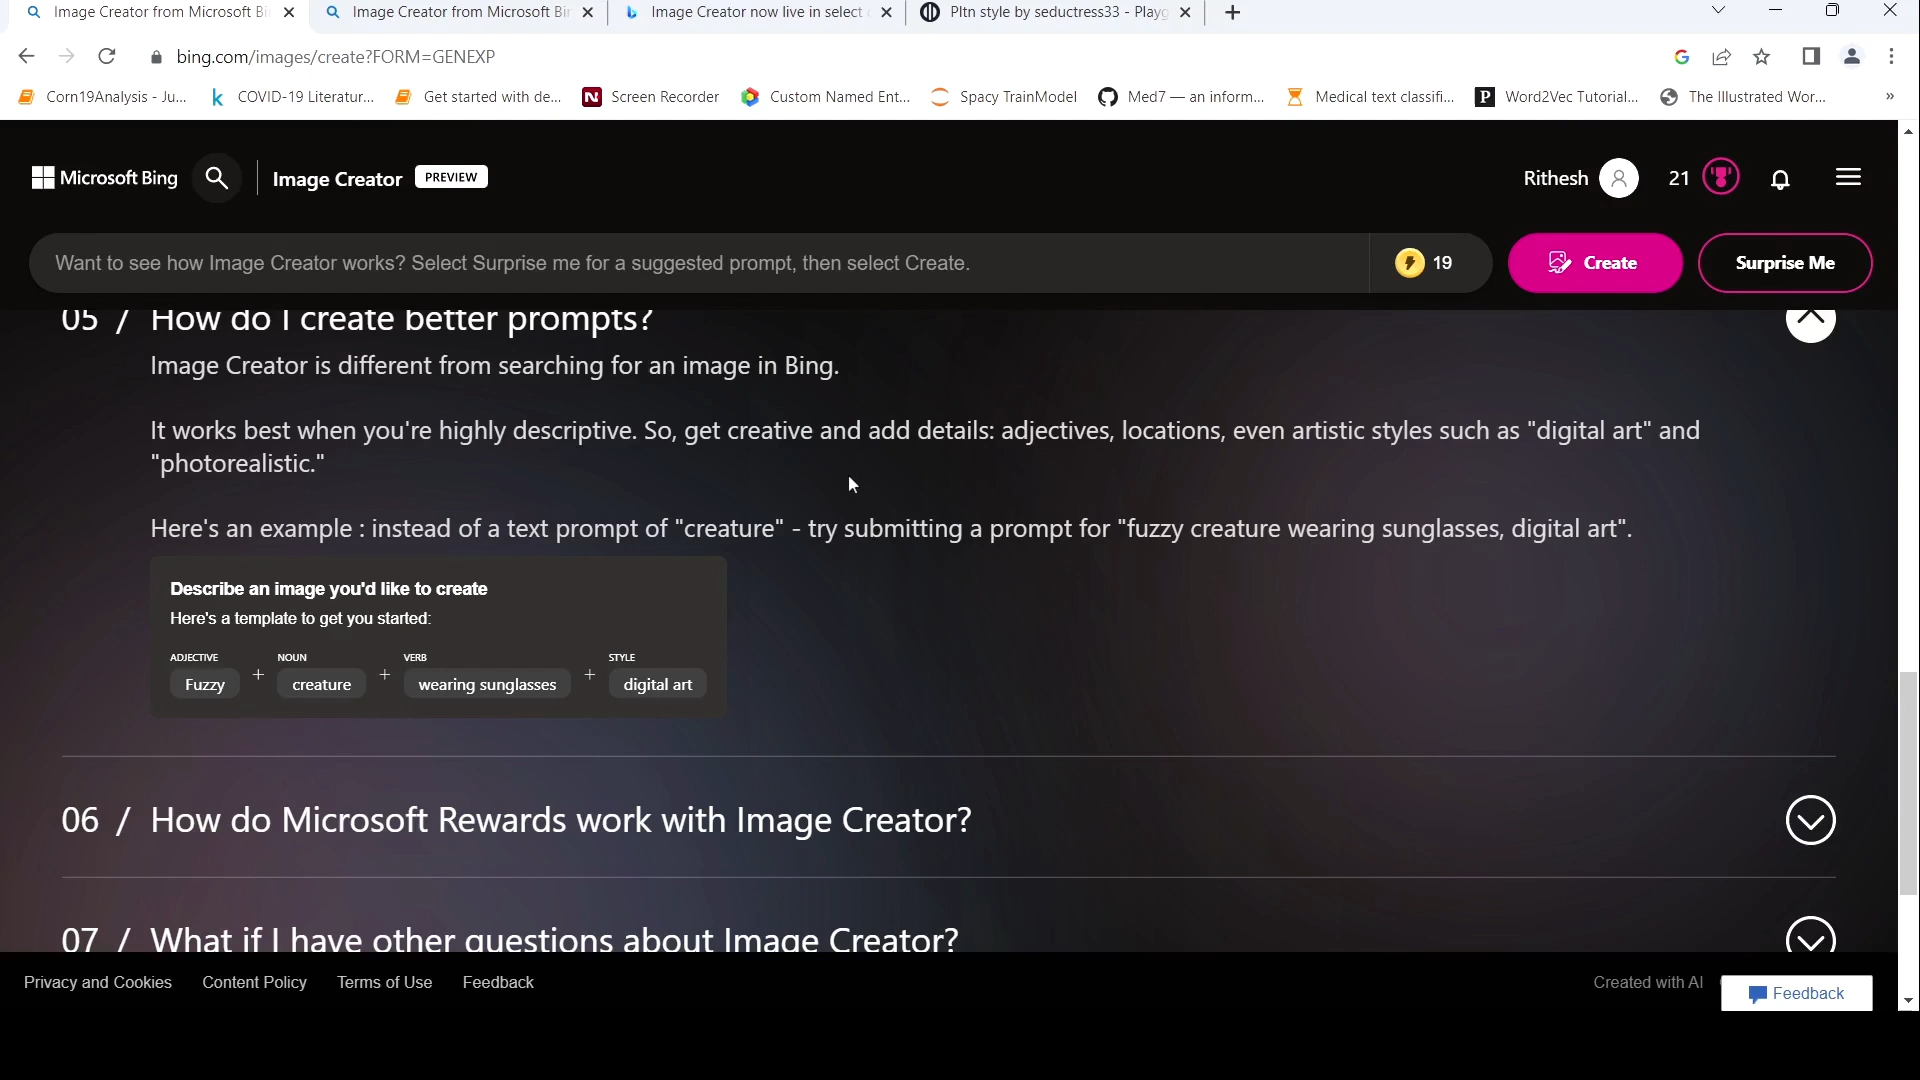 Image Creator from Microsoft Bi
Image Creator from Microsoft Bin
Image Creator now live in select
Pltn style by seductress33 - Playg
bing.com/images/create?FORM=GENEXP
Corn19Analysis - Ju...
COVID-19 Literatur...
Get started with de...
Screen Recorder
Custom Named Ent...
Spacy TrainModel
Med7 — an inform...
Medical text classifi...
Word2Vec Tutorial...
The Illustrated Wor...
»
Microsoft Bing
Image Creator PREVIEW
Rithesh
21
Want to see how Image Creator works? Select Surprise me for a suggested prompt, then select Create.
19
Create
Surprise Me
05 / How do I create better prompts?
Image Creator is different from searching for an image in Bing.
It works best when you're highly descriptive. So, get creative and add details: adjectives, locations, even artistic styles such as "digital art" and
"photorealistic."
Here's an example : instead of a text prompt of "creature" - try submitting a prompt for "fuzzy creature wearing sunglasses, digital art".
Describe an image you'd like to create
Here's a template to get you started:
ADJECTIVE NOUN VERB STYLE
Fuzzy + creature + wearing sunglasses + digital art
06 / How do Microsoft Rewards work with Image Creator?
07 / What if I have other questions about Image Creator?
Privacy and Cookies
Content Policy
Terms of Use
Feedback
Created with AI
Feedback